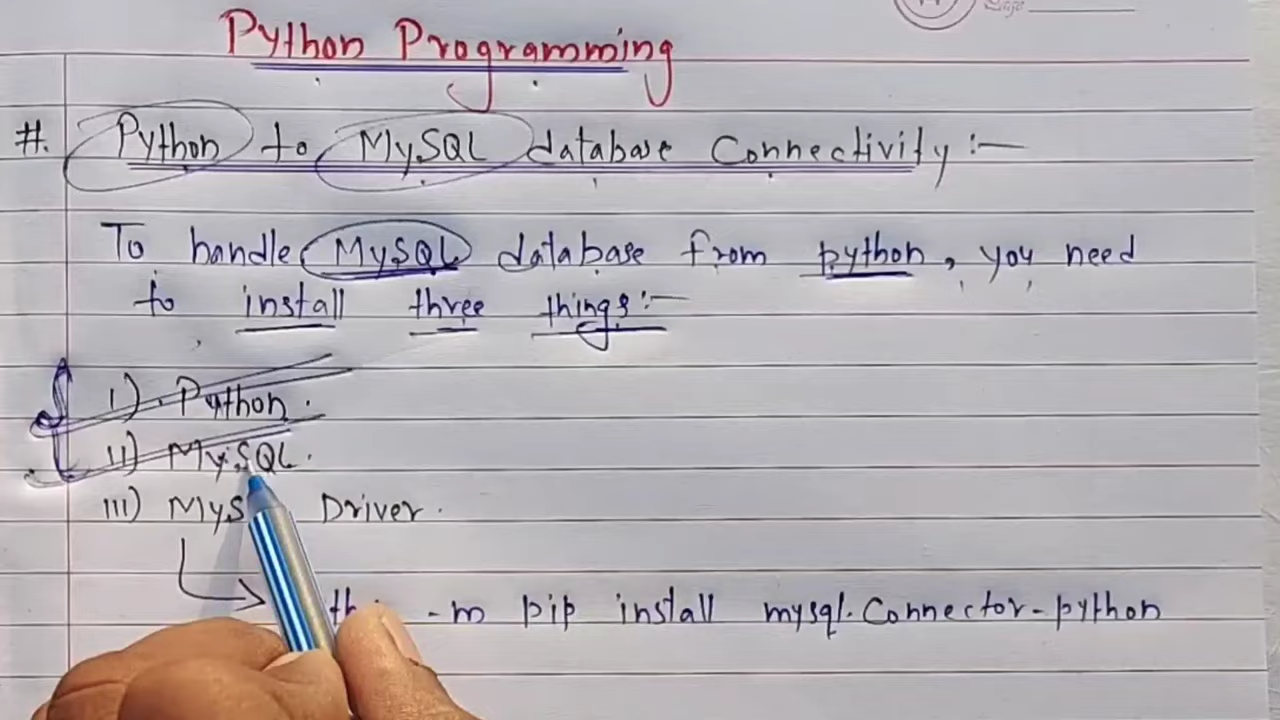 Python Programming
#. Python to MySQL database Connectivity :-
To handle MySQL database from python, you need
to install three things :-
i). Python.
ii) MySQL.
iii) Driver.
-m pip install mysql.Connector-python